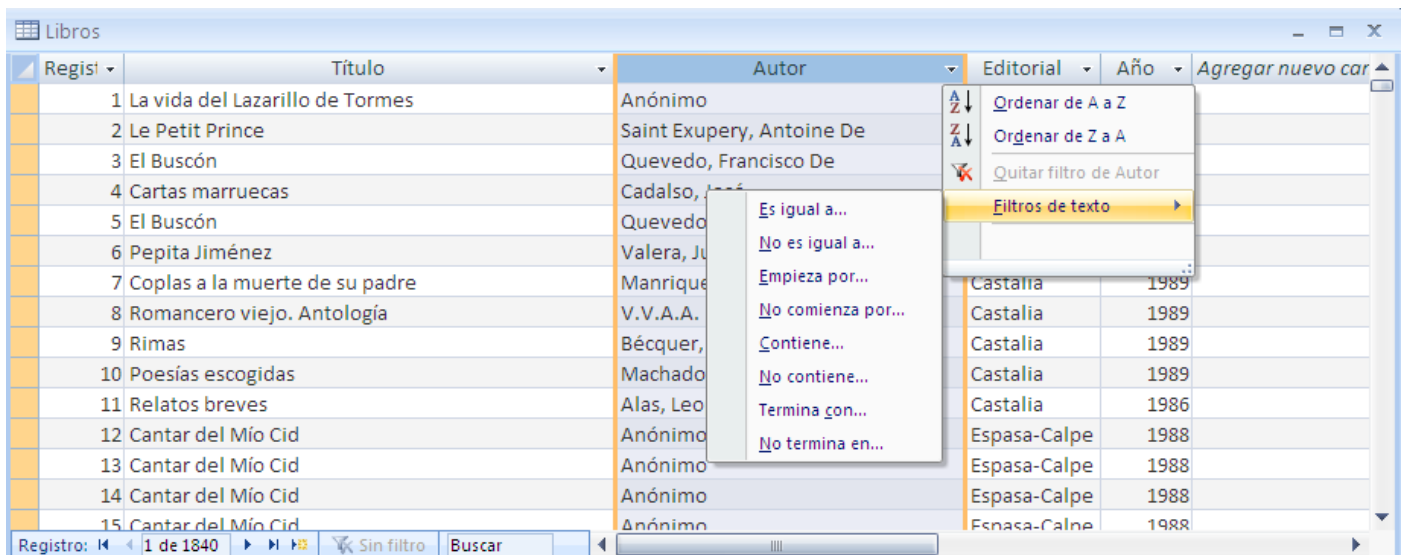 Libros
Regist Título Autor Editorial Año Agregar nuevo car
1 La vida del Lazarillo de Tormes Anónimo
2 Le Petit Prince Saint Exupery, Antoine De
3 El Buscón Quevedo, Francisco De
4 Cartas marruecas Cadalso, José
5 El Buscón Quevedo
6 Pepita Jiménez Valera, Ju
7 Coplas a la muerte de su padre Manrique Castalia 1989
8 Romancero viejo. Antología V.V.A.A. Castalia 1989
9 Rimas Bécquer, Castalia 1989
10 Poesías escogidas Machado Castalia 1989
11 Relatos breves Alas, Leo Castalia 1986
12 Cantar del Mío Cid Anónimo Espasa-Calpe 1988
13 Cantar del Mío Cid Anónimo Espasa-Calpe 1988
14 Cantar del Mío Cid Anónimo Espasa-Calpe 1988
15 Cantar del Mío Cid Anónimo Espasa-Calpe 1988
Ordenar de A a Z
Ordenar de Z a A
Quitar filtro de Autor
Filtros de texto
Es igual a...
No es igual a...
Empieza por...
No comienza por...
Contiene...
No contiene...
Termina con...
No termina en...
Registro: 1 de 1840 Sin filtro Buscar